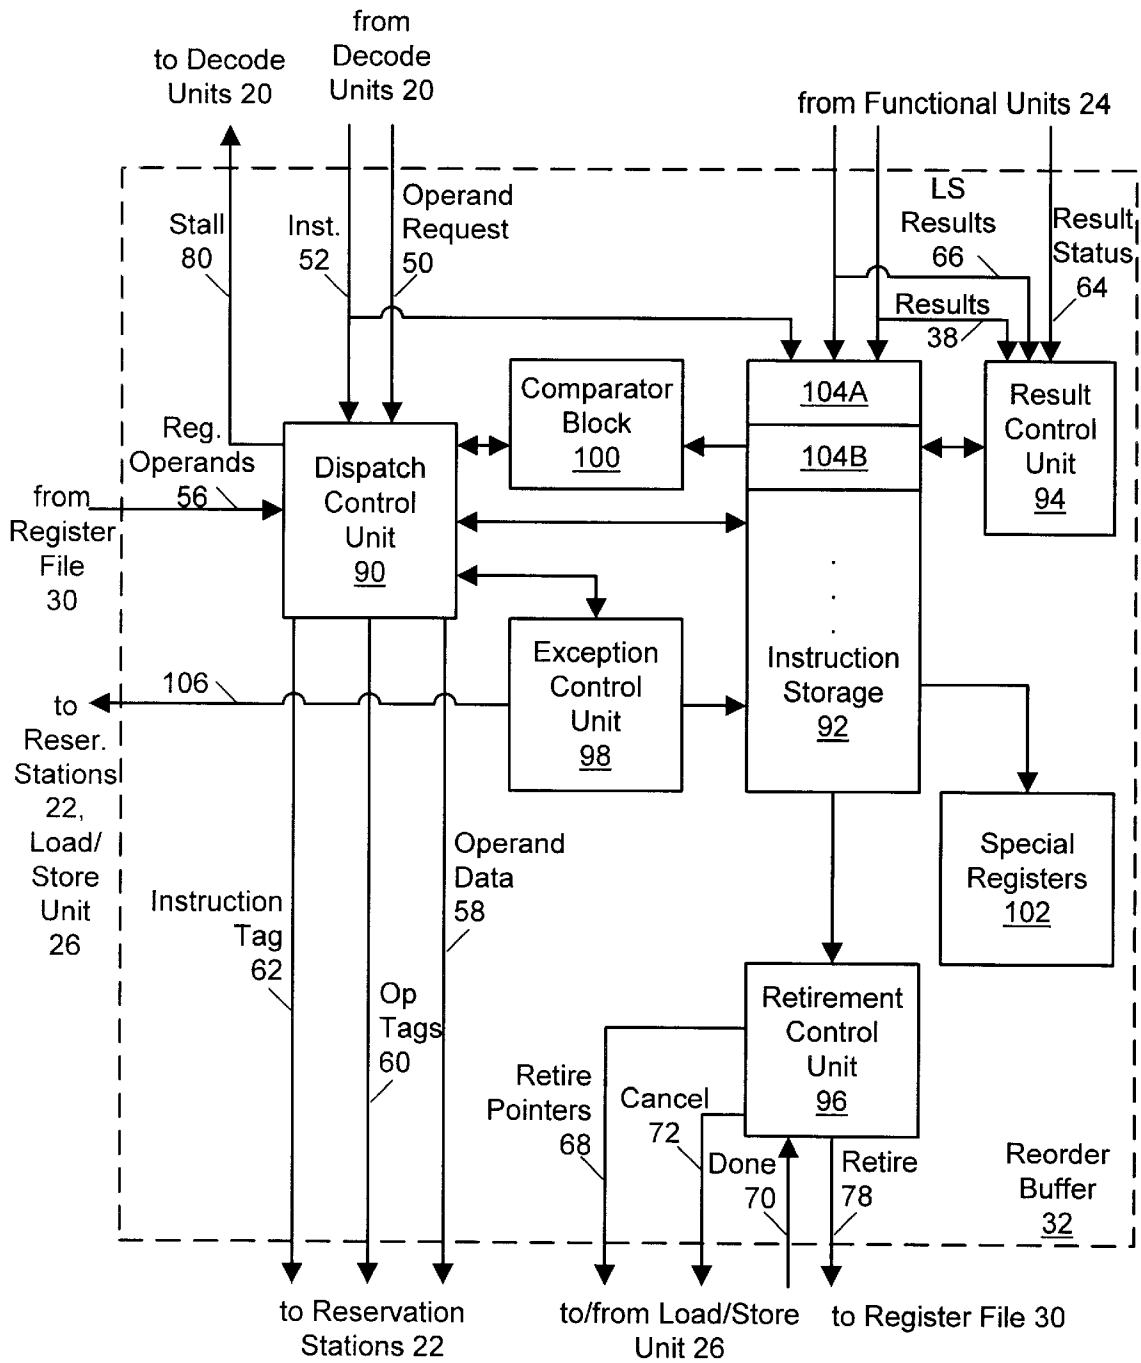 from
Decode
Units 20
to Decode
Units 20
from Functional Units 24
Stall
80
Inst.
52
Operand
Request
50
LS
Results
66
Result
Status
64
Results
38
Reg.
Operands
56
from
Register
File
30
Dispatch
Control
Unit
90
Comparator
Block
100
104A
104B
.
.
.
Instruction
Storage
92
Result
Control
Unit
94
106
to
Reser.
Stations
22,
Load/
Store
Unit
26
Exception
Control
Unit
98
Special
Registers
102
Instruction
Tag
62
Op
Tags
60
Operand
Data
58
Retirement
Control
Unit
96
Retire
Pointers
68
Cancel
72
Done
70
Retire
78
Reorder
Buffer
32
to Reservation
Stations 22
to/from Load/Store
Unit 26
to Register File 30